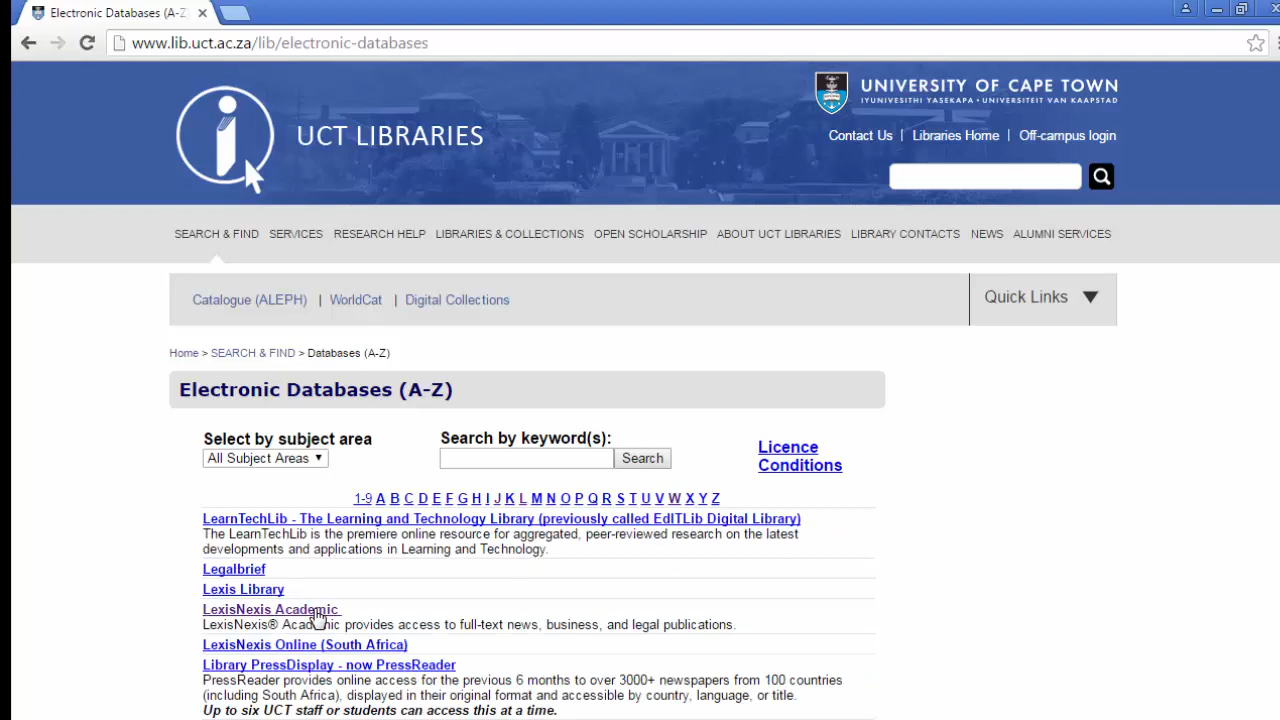 Electronic Databases (A-Z
www.lib.uct.ac.za/lib/electronic-databases
UNIVERSITY OF CAPE TOWN
IYUNIVESITHI YASEKAPA • UNIVERSITEIT VAN KAAPSTAD
UCT LIBRARIES
Contact Us | Libraries Home | Off-campus login
SEARCH & FIND SERVICES RESEARCH HELP LIBRARIES & COLLECTIONS OPEN SCHOLARSHIP ABOUT UCT LIBRARIES LIBRARY CONTACTS NEWS ALUMNI SERVICES
Catalogue (ALEPH) | WorldCat | Digital Collections
Quick Links
Home > SEARCH & FIND > Databases (A-Z)
Electronic Databases (A-Z)
Select by subject area
Search by keyword(s):
Licence
Conditions
All Subject Areas
Search
1-9 A B C D E F G H I J K L M N O P Q R S T U V W X Y Z
LearnTechLib - The Learning and Technology Library (previously called EdITLib Digital Library)
The LearnTechLib is the premiere online resource for aggregated, peer-reviewed research on the latest
developments and applications in Learning and Technology.
Legalbrief
Lexis Library
LexisNexis Academic
LexisNexis® Academic provides access to full-text news, business, and legal publications.
LexisNexis Online (South Africa)
Library PressDisplay - now PressReader
PressReader provides online access for the previous 6 months to over 3000+ newspapers from 100 countries
(including South Africa), displayed in their original format and accessible by country, language, or title.
Up to six UCT staff or students can access this at a time.